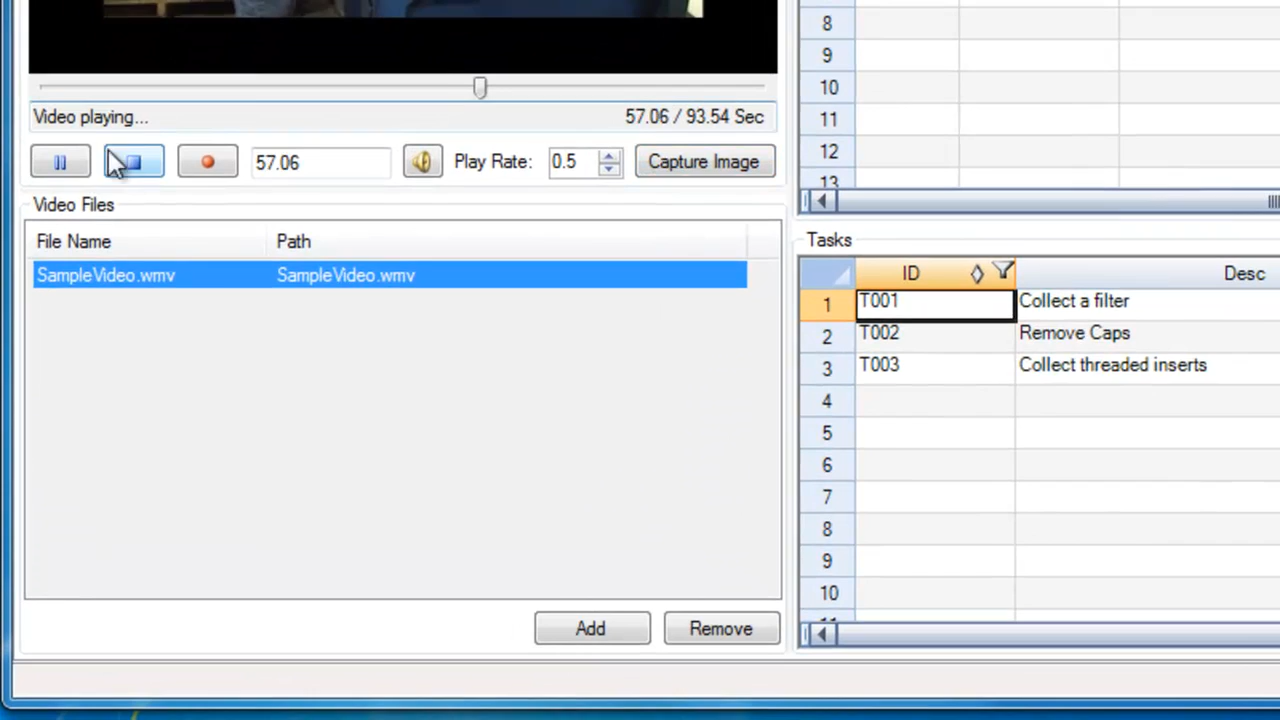 8
9
10
11
12
13
Video playing... 57.06 / 93.54 Sec
57.06 Play Rate: 0.5 Capture Image
Video Files
File Name Path
SampleVideo.wmv SampleVideo.wmv
Add Remove
Tasks
ID Desc
1 T001 Collect a filter
2 T002 Remove Caps
3 T003 Collect threaded inserts
4
5
6
7
8
9
10